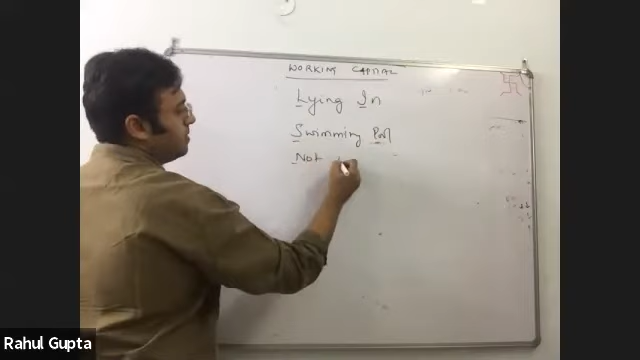 WORKING CAPITAL
Lying In
Swimming Pool
Not
Rahul Gupta